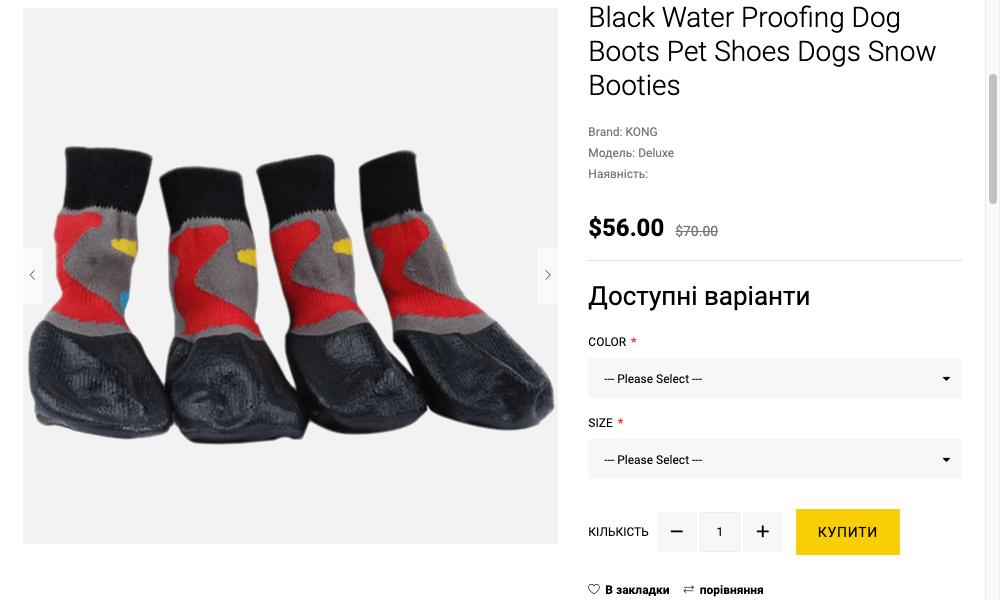 Black Water Proofing Dog
Boots Pet Shoes Dogs Snow
Booties
Brand: KONG
Модель: Deluxe
Наявність:
$56.00 $70.00
Доступні варіанти
COLOR *
--- Please Select ---
SIZE *
--- Please Select ---
КІЛЬКІСТЬ − 1 + КУПИТИ
В закладки порівняння